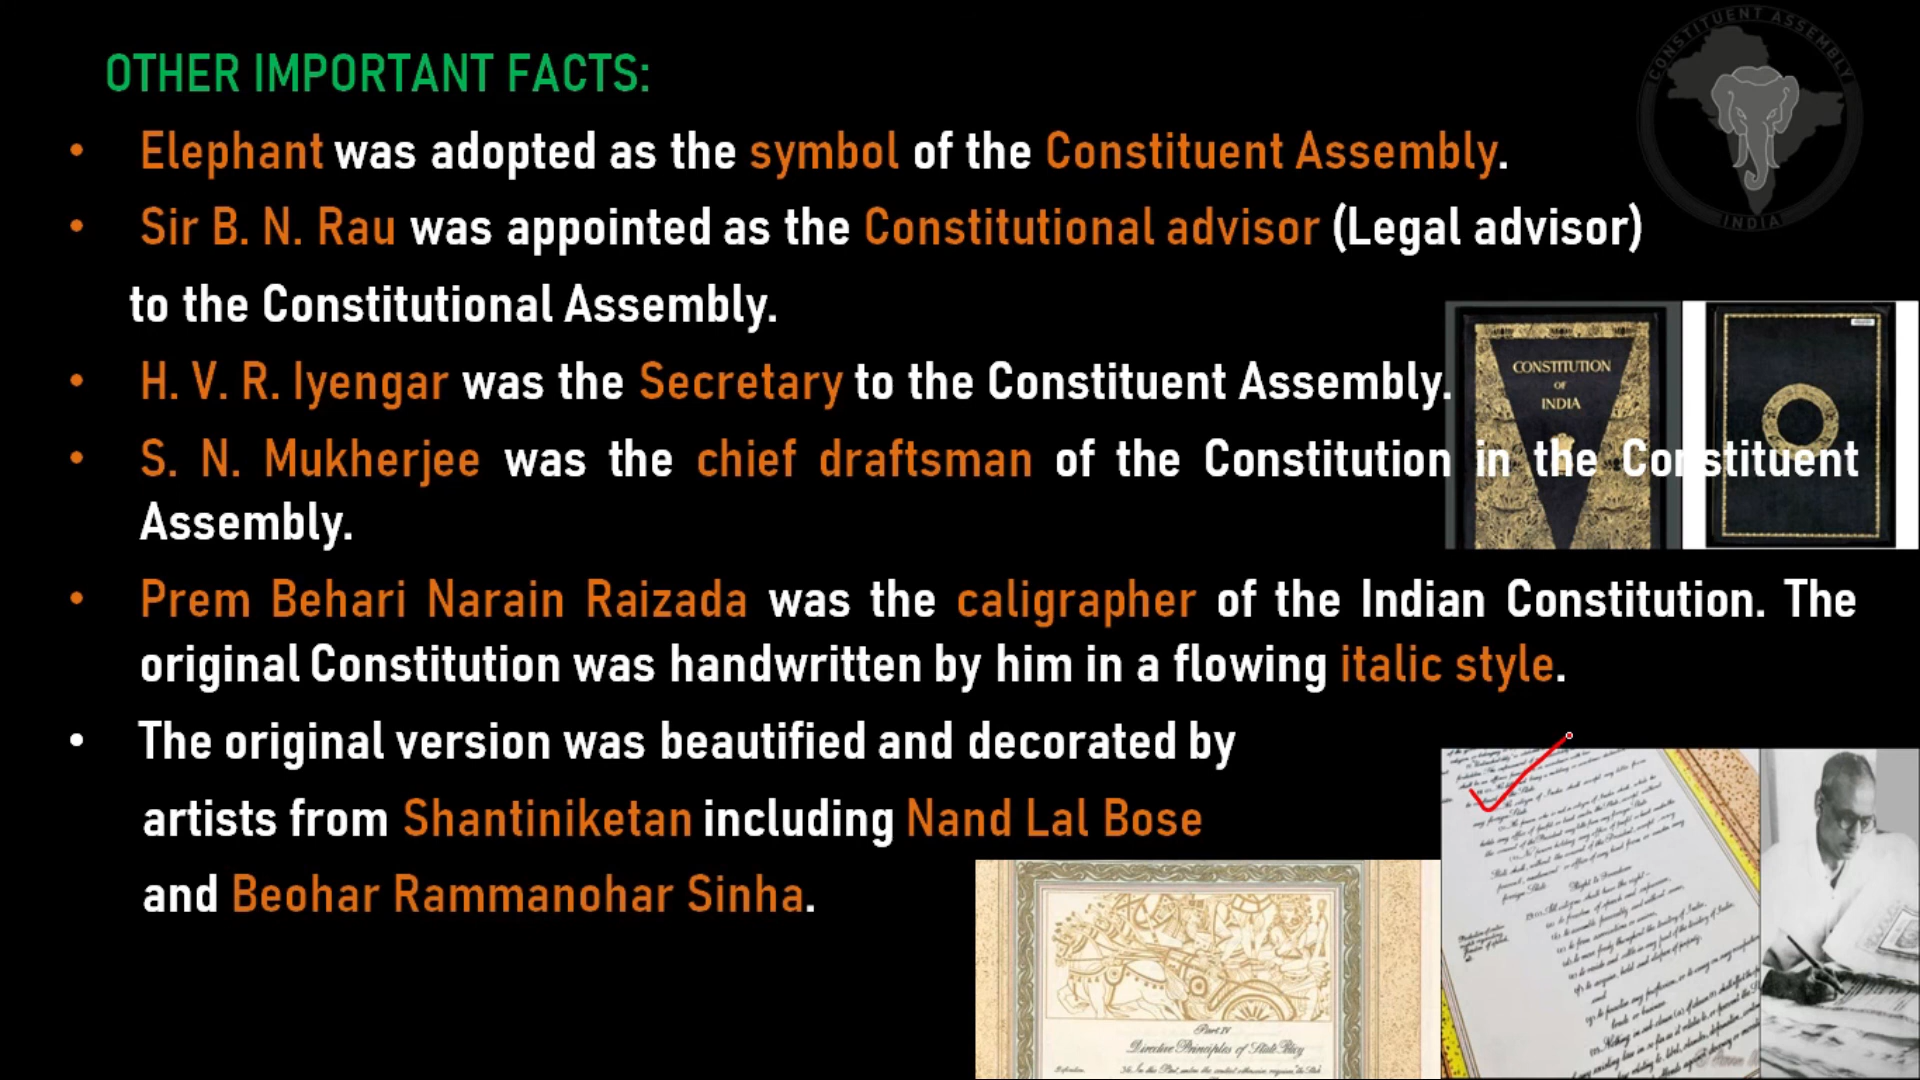 CONSTITUENT ASSEMBLY
INDIA
OTHER IMPORTANT FACTS:
• Elephant was adopted as the symbol of the Constituent Assembly.
• Sir B. N. Rau was appointed as the Constitutional advisor (Legal advisor)
to the Constitutional Assembly.
• H. V. R. Iyengar was the Secretary to the Constituent Assembly.
CONSTITUTION
OF
INDIA
• S. N. Mukherjee was the chief draftsman of the Constitution in the Constituent
Assembly.
• Prem Behari Narain Raizada was the caligrapher of the Indian Constitution. The
original Constitution was handwritten by him in a flowing italic style.
• The original version was beautified and decorated by
artists from Shantiniketan including Nand Lal Bose
and Beohar Rammanohar Sinha.
Part IV
Directive Principles of State Policy
Right to Freedom